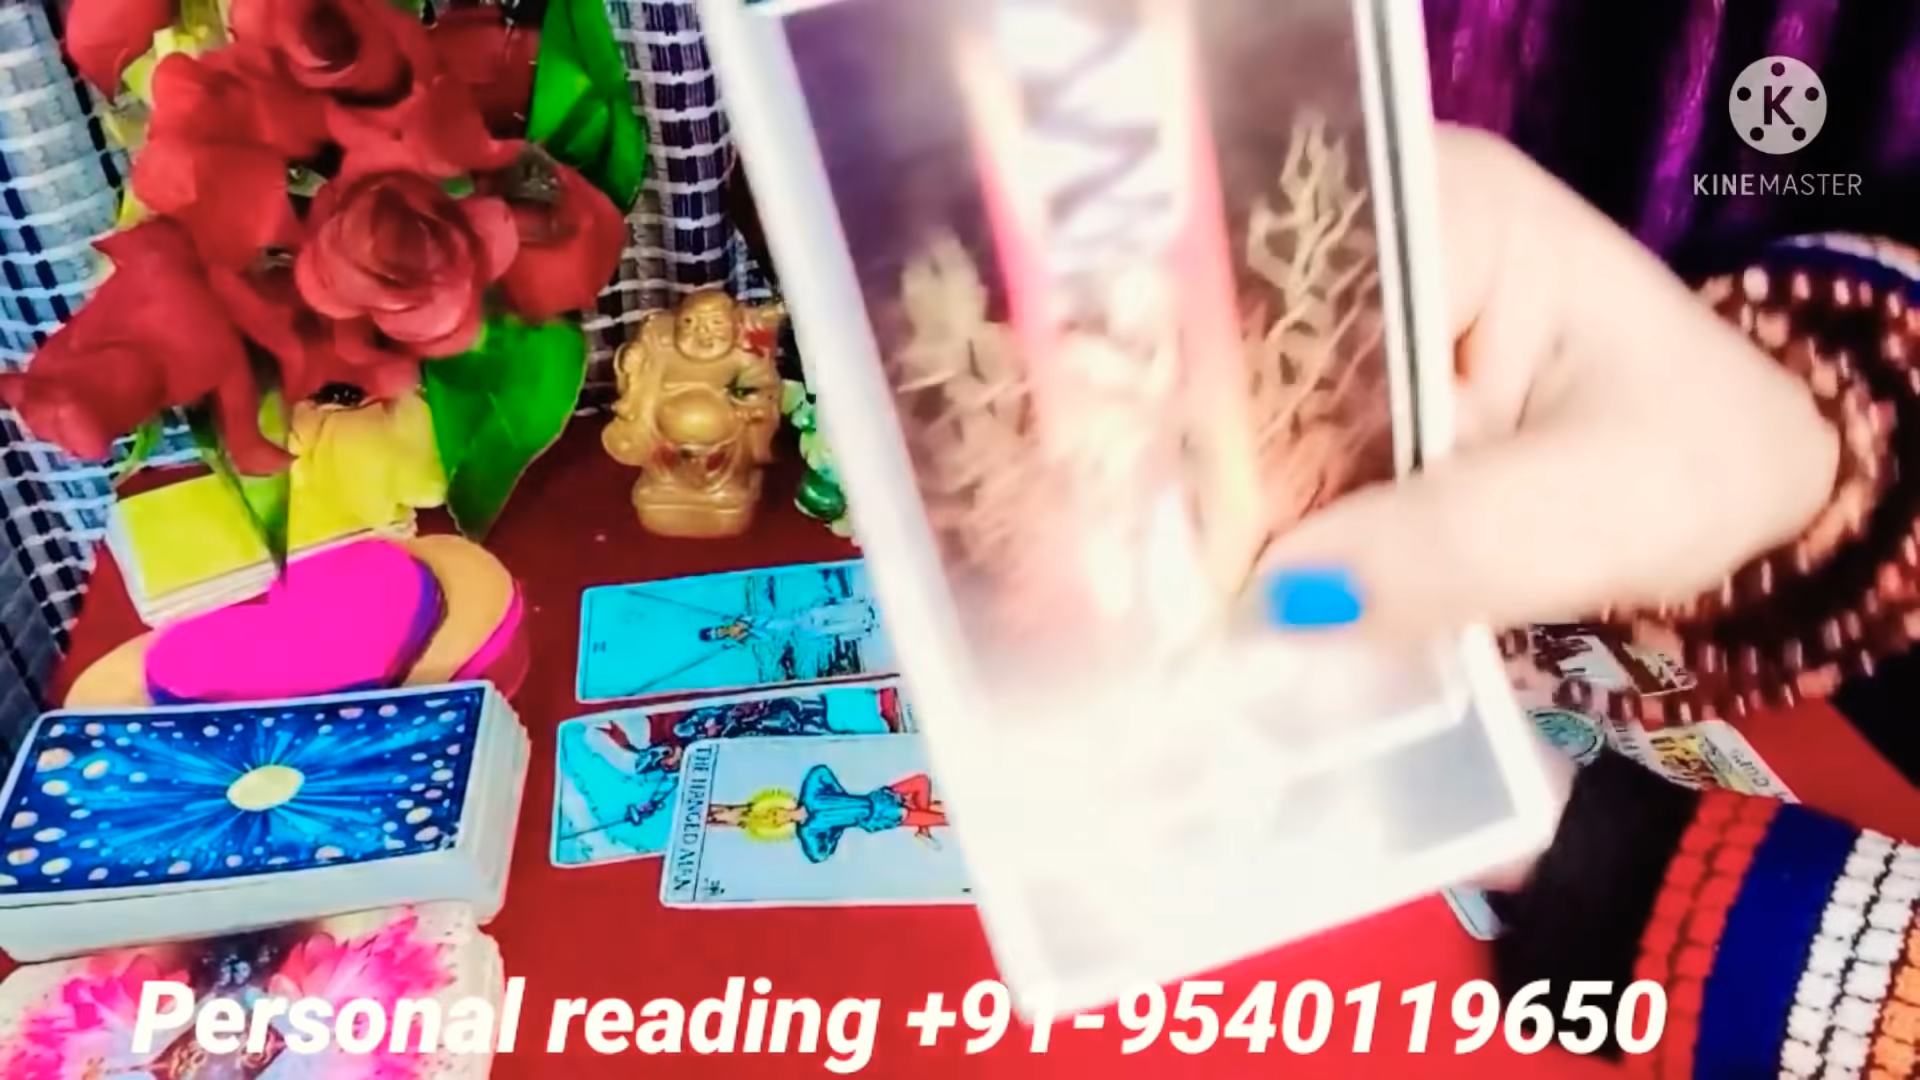 K
KINEMASTER
THE HANGED MAN
Personal reading +91-9540119650